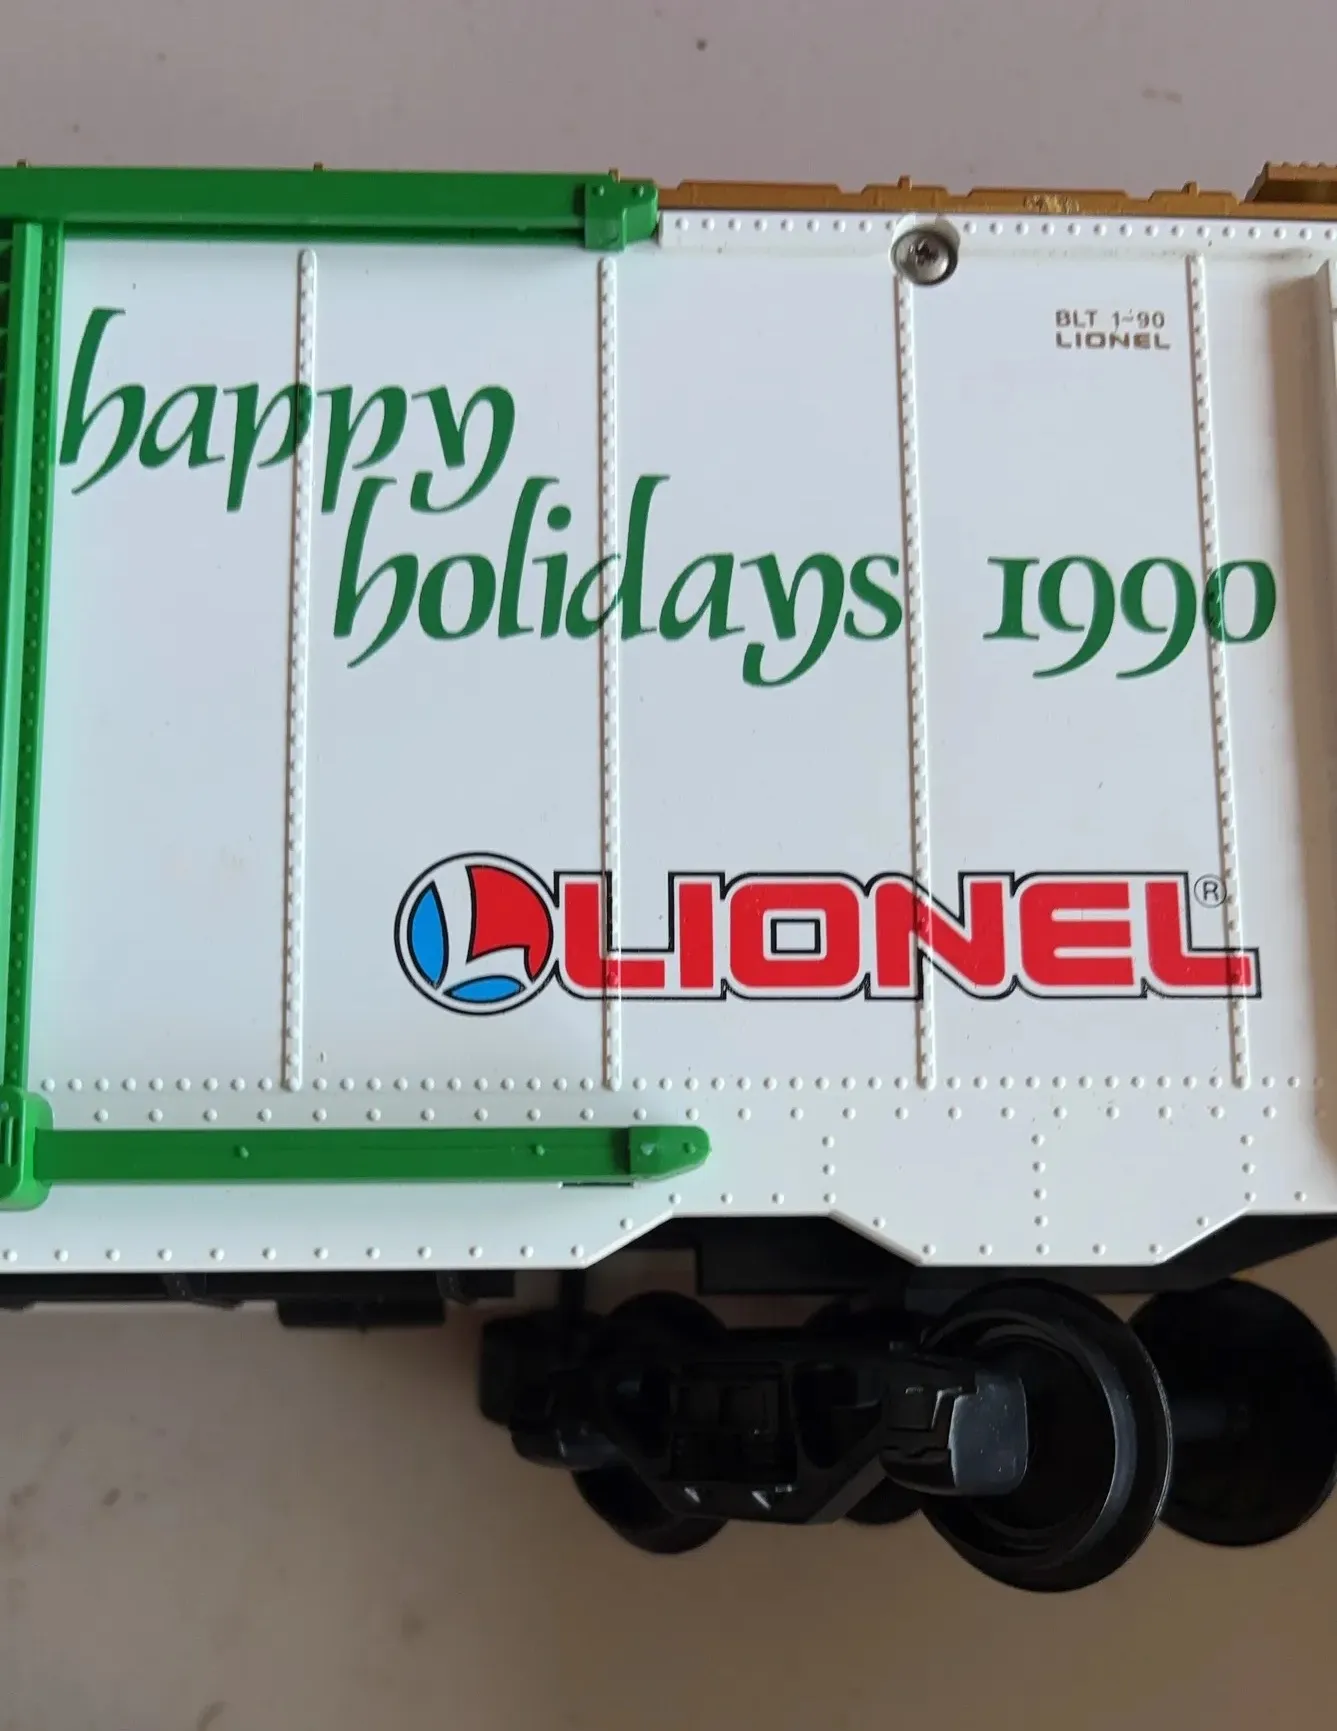 BLT 1-90
LIONEL
happy
holidays 1990
L LIONEL®